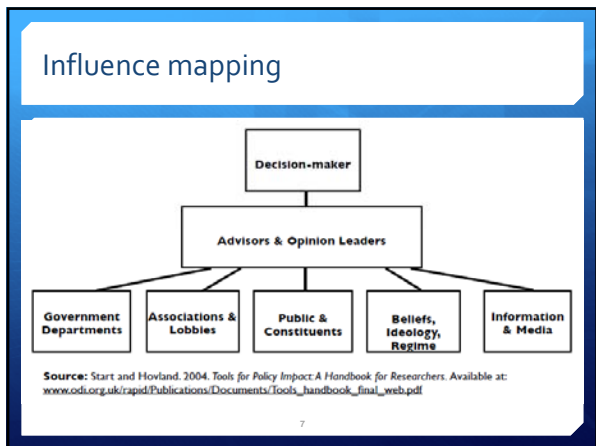 Influence mapping
Decision-maker
Advisors & Opinion Leaders
Government
Departments
Associations &
Lobbies
Public &
Constituents
Beliefs,
Ideology,
Regime
Information
& Media
Source: Start and Hovland. 2004. Tools for Policy Impact: A Handbook for Researchers. Available at:
www.odi.org.uk/rapid/Publications/Documents/Tools_handbook_final_web.pdf
7